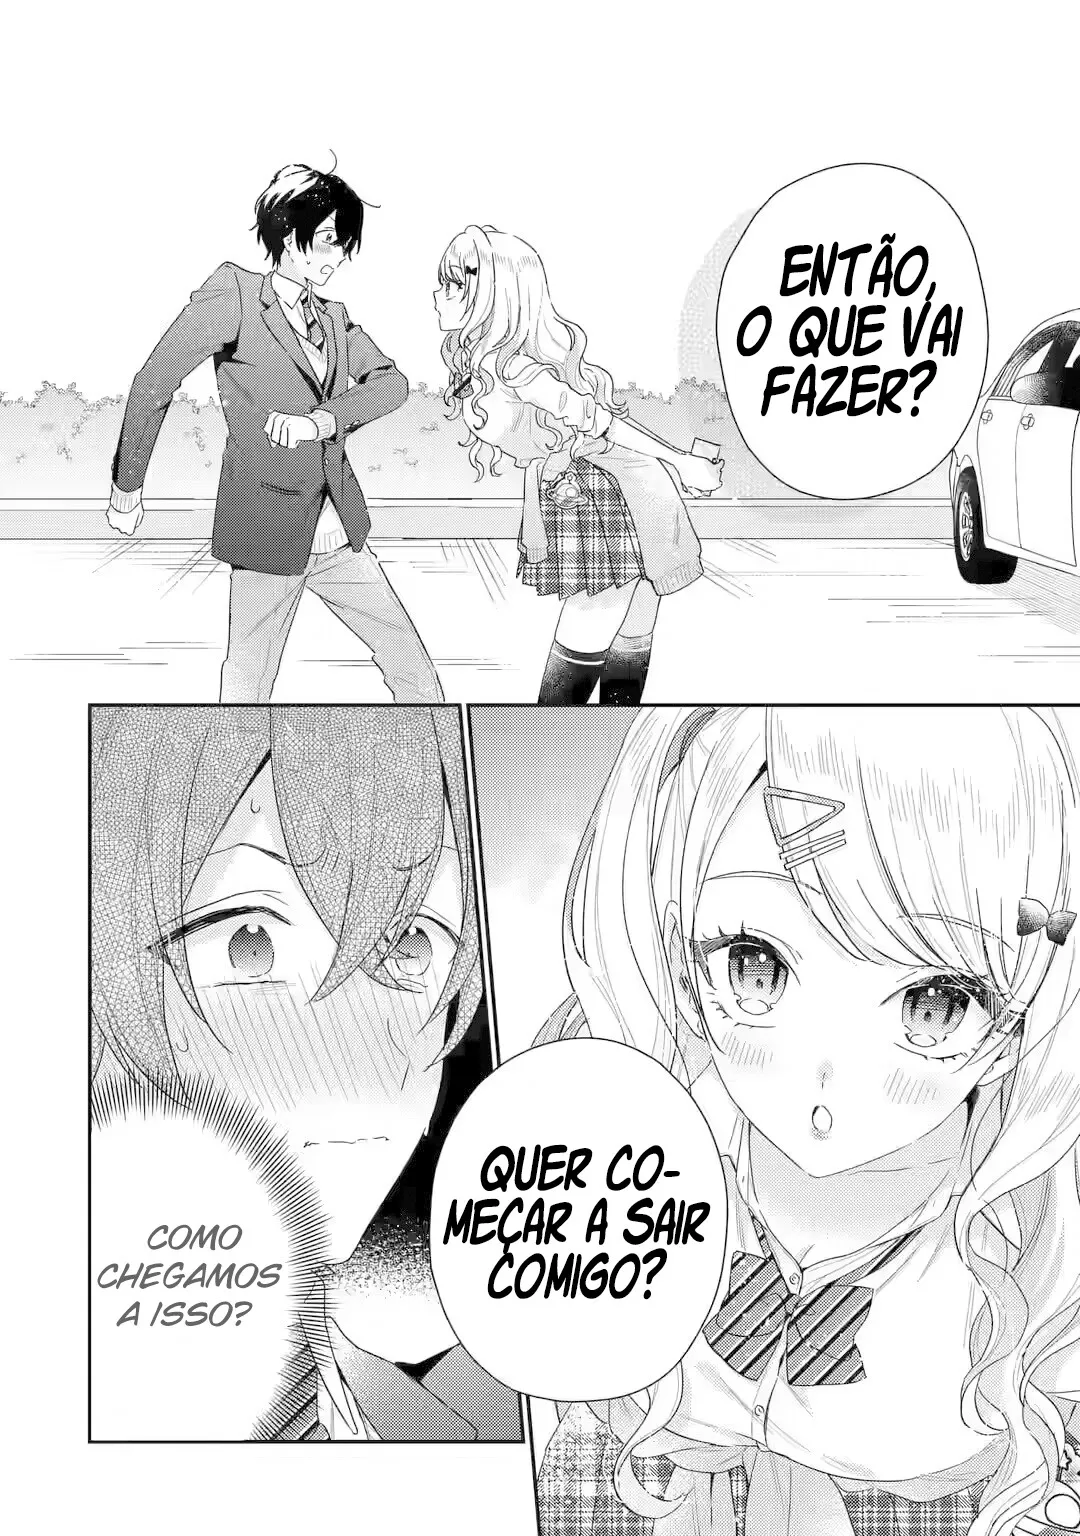 ENTÃO,
O QUE VAI
FAZER?
QUER CO-
MEÇAR A SAIR
COMIGO?
COMO
CHEGAMOS
A ISSO?